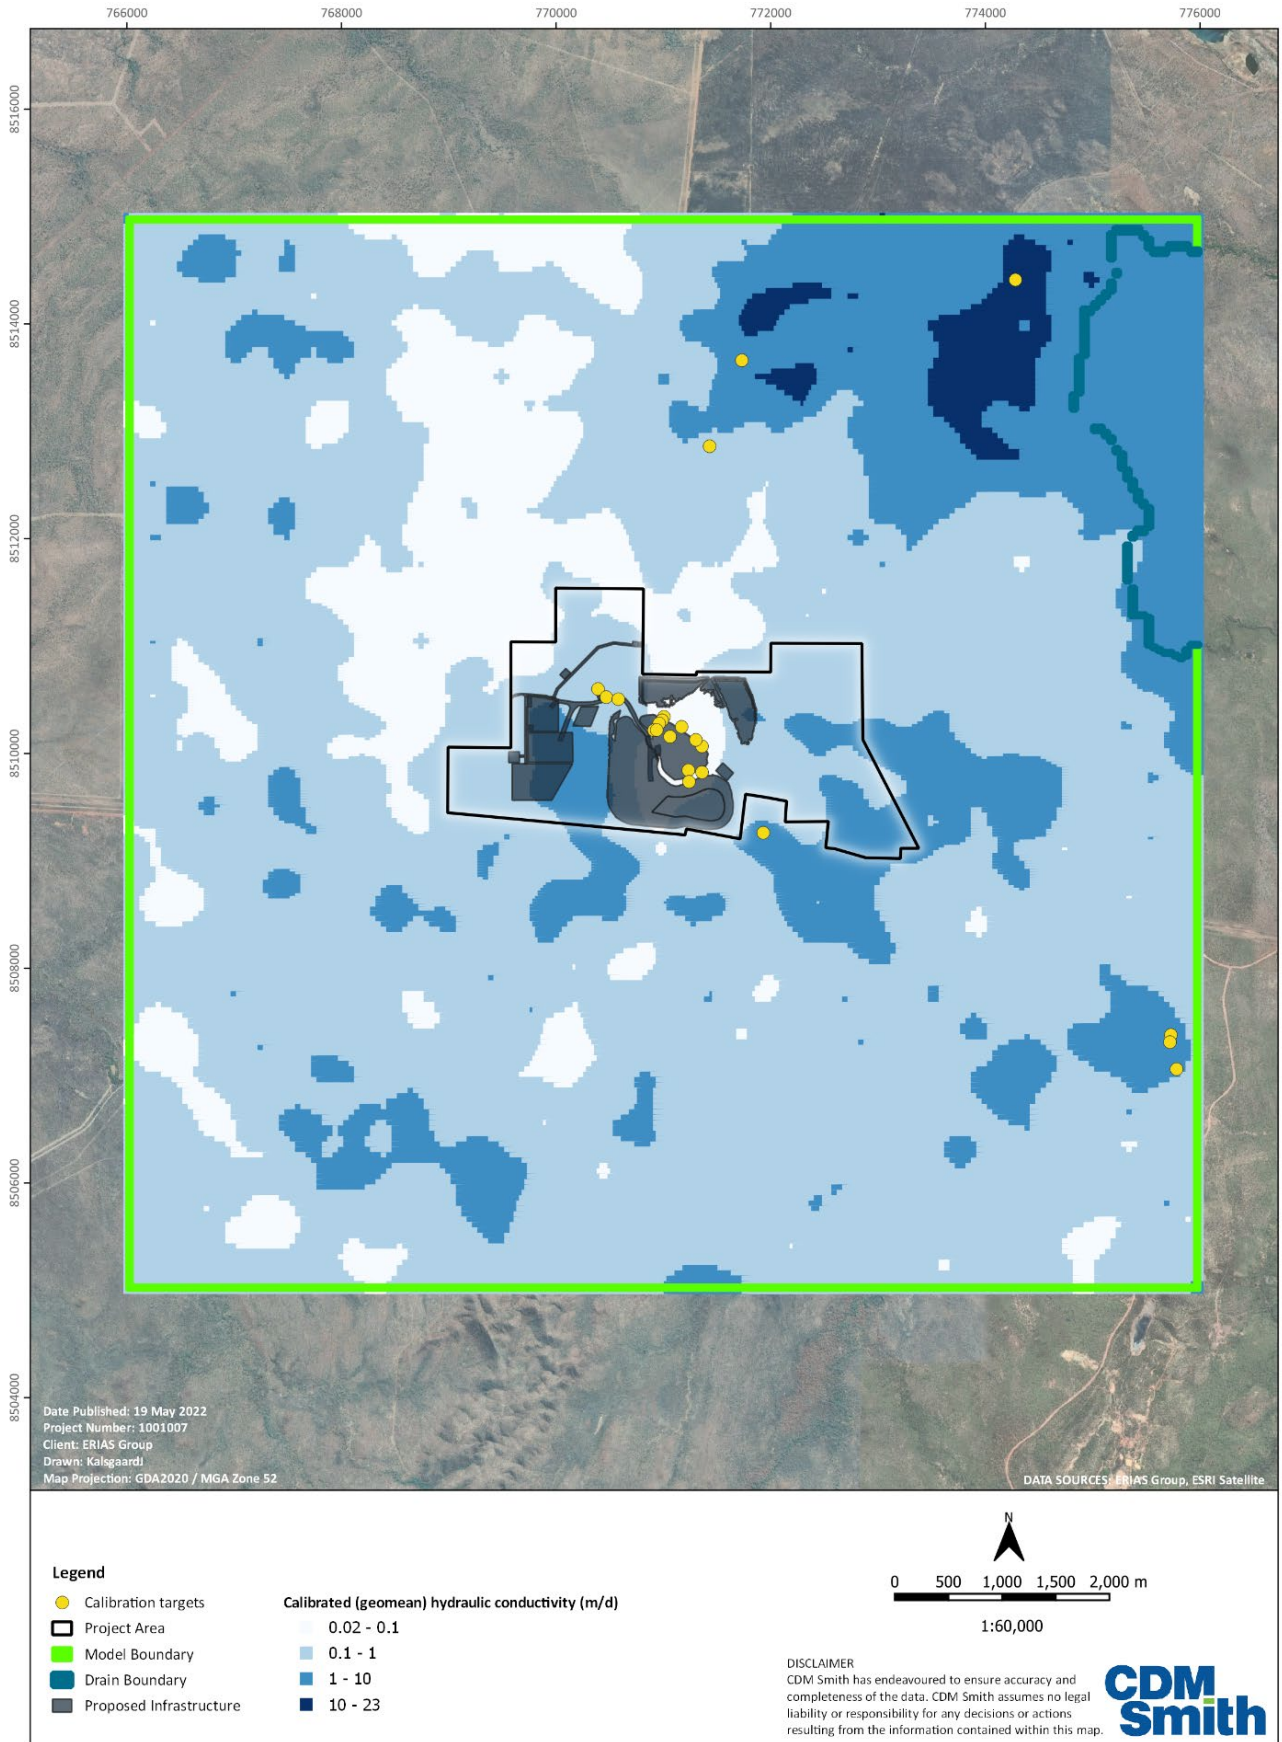 766000
768000
770000
772000
774000
776000
8516000
8514000
8512000
8510000
8508000
8506000
8504000
Date Published: 19 May 2022
Project Number: 1001007
Client: ERIAS Group
Drawn: KalsgaardJ
Map Projection: GDA2020 / MGA Zone 52
DATA SOURCES: ERIAS Group, ESRI Satellite
Legend
Calibration targets
Project Area
Model Boundary
Drain Boundary
Proposed Infrastructure
Calibrated (geomean) hydraulic conductivity (m/d)
0.02 - 0.1
0.1 - 1
1 - 10
10 - 23
N
0 500 1,000 1,500 2,000 m
1:60,000
DISCLAIMER
CDM Smith has endeavoured to ensure accuracy and
completeness of the data. CDM Smith assumes no legal
liability or responsibility for any decisions or actions
resulting from the information contained within this map.
CDM
Smith